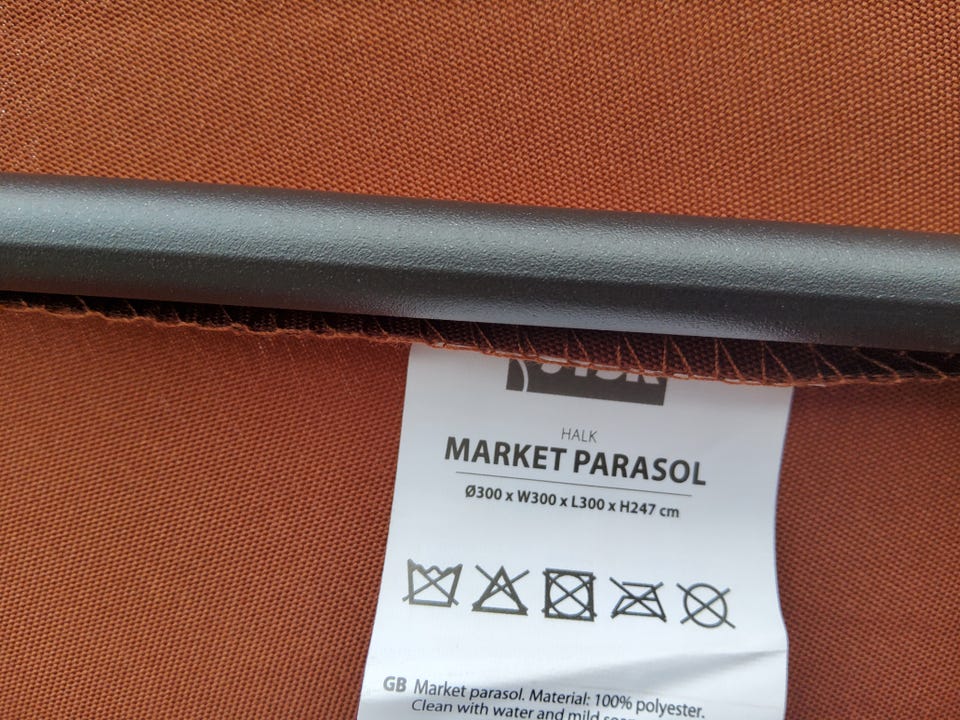 HALK
MARKET PARASOL
Ø300 x W300 x L300 x H247 cm
GB Market parasol. Material: 100% polyester.
Clean with water and mild